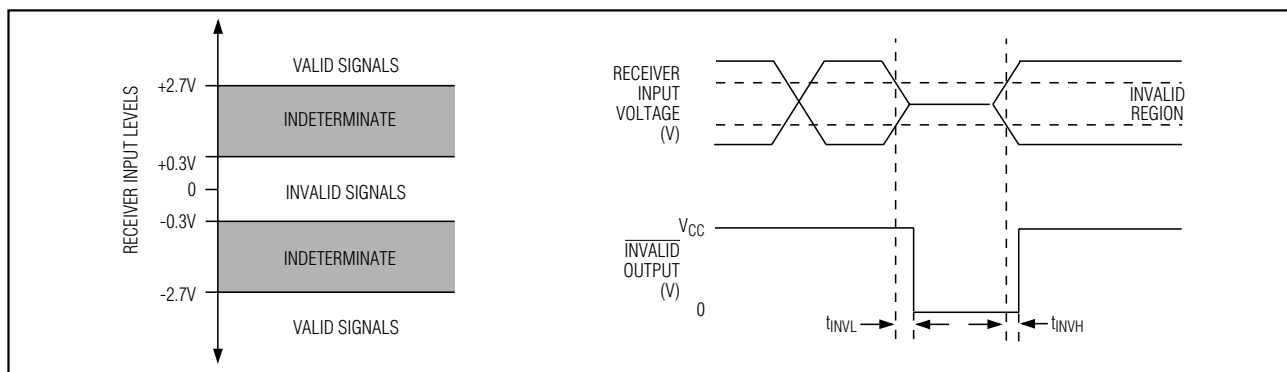 RECEIVER INPUT LEVELS
VALID SIGNALS
+2.7V
INDETERMINATE
+0.3V
0
INVALID SIGNALS
-0.3V
INDETERMINATE
-2.7V
VALID SIGNALS
RECEIVER
INPUT
VOLTAGE
(V)
INVALID
REGION
VCC
INVALID
OUTPUT
(V)
0
tINVL
tINVH